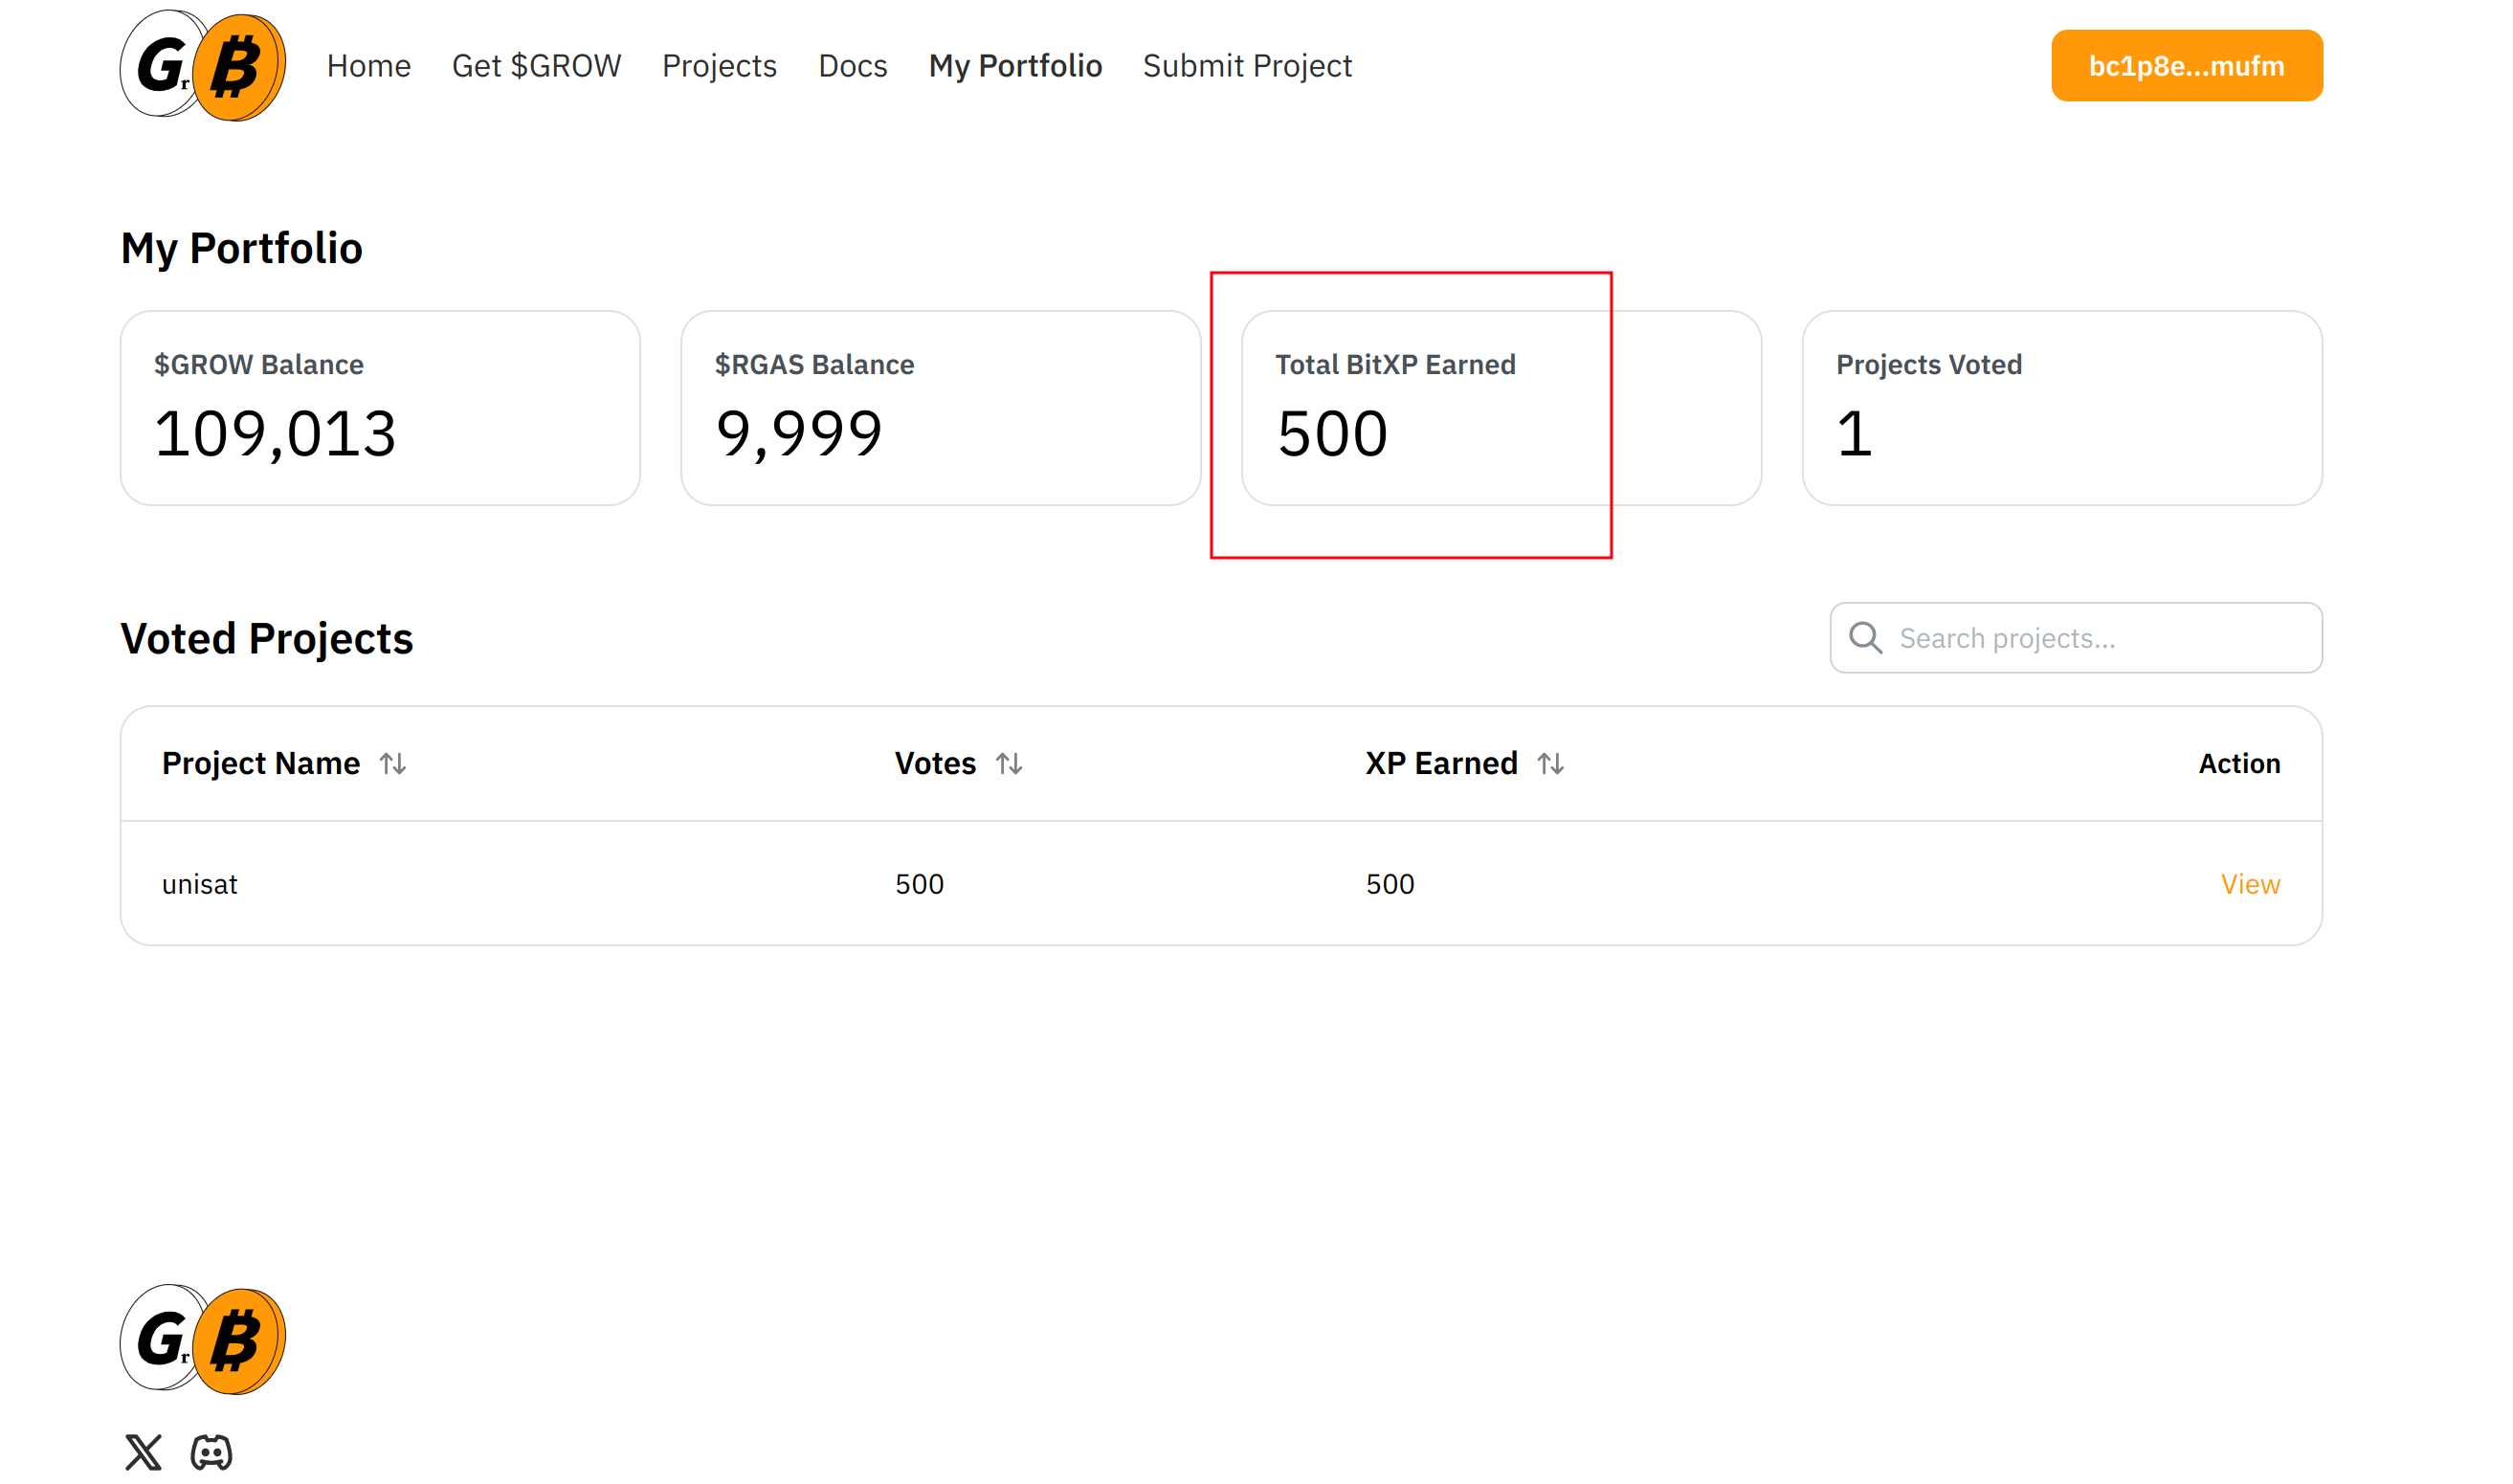 Gr ₿ Home Get $GROW Projects Docs My Portfolio Submit Project bc1p8e...mufm
My Portfolio
$GROW Balance $RGAS Balance Total BitXP Earned Projects Voted
109,013 9,999 500 1
Voted Projects Search projects...
Project Name Votes XP Earned Action
unisat 500 500 View
Gr ₿